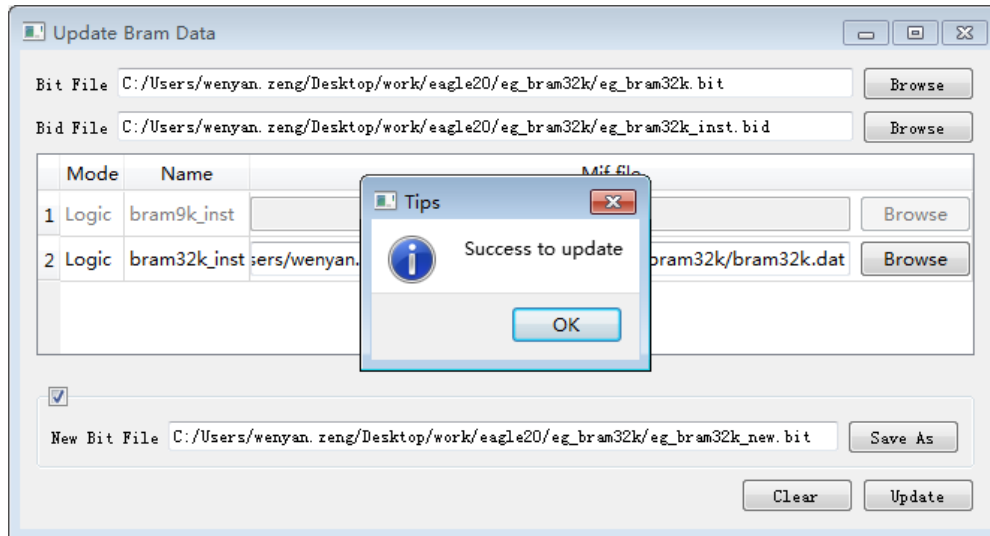 Update Bram Data
Bit File C:/Users/wenyan.zeng/Desktop/work/eagle20/eg_bram32k/eg_bram32k.bit Browse
Bid File C:/Users/wenyan.zeng/Desktop/work/eagle20/eg_bram32k/eg_bram32k_inst.bid Browse
Mode Name Mif file
1 Logic bram9k_inst Browse
2 Logic bram32k_inst sers/wenyan. bram32k/bram32k.dat Browse
Tips
Success to update
OK
New Bit File C:/Users/wenyan.zeng/Desktop/work/eagle20/eg_bram32k/eg_bram32k_new.bit Save As
Clear Update